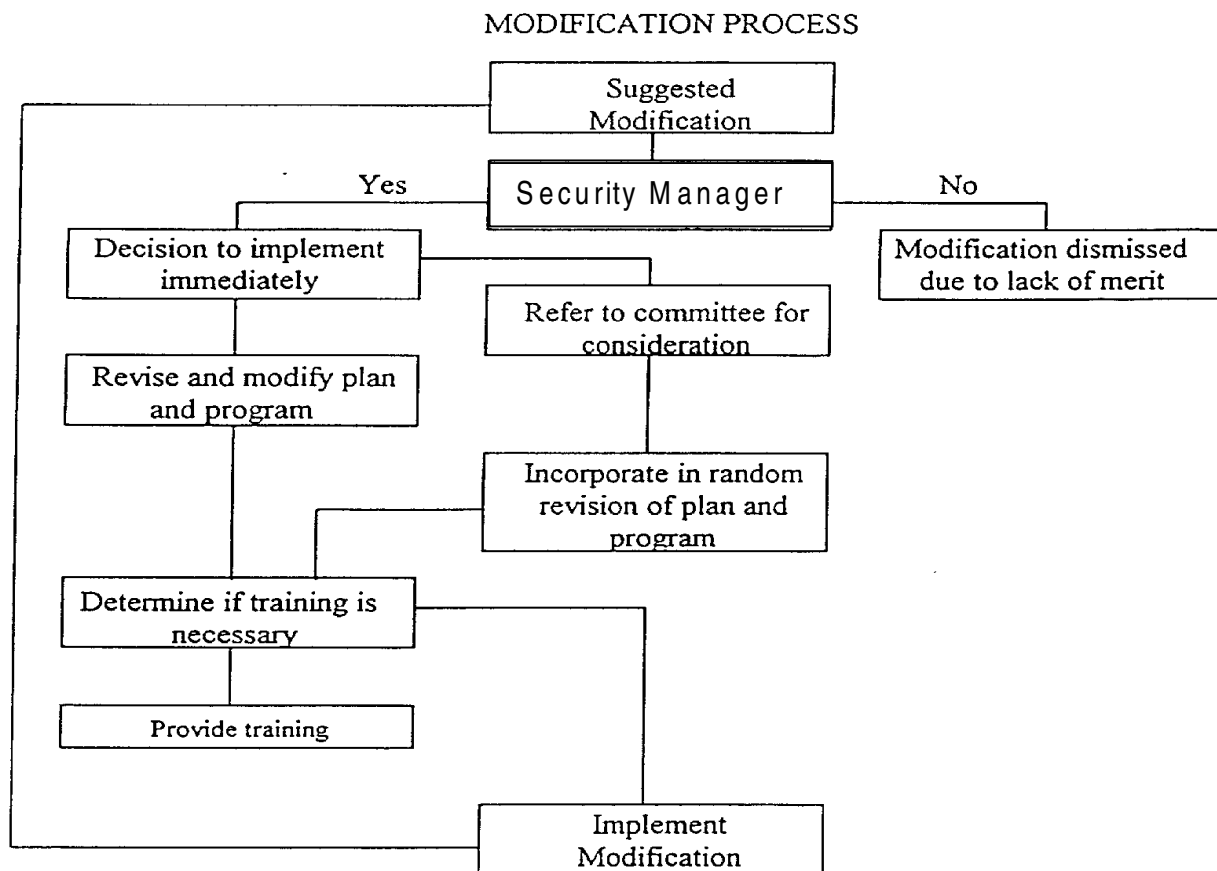 MODIFICATION PROCESS
Suggested
Modification
Yes
Security Manager
No
Decision to implement
immediately
Modification dismissed
due to lack of merit
Refer to committee for
consideration
Revise and modify plan
and program
Incorporate in random
revision of plan and
program
Determine if training is
necessary
Provide training
Implement
Modification